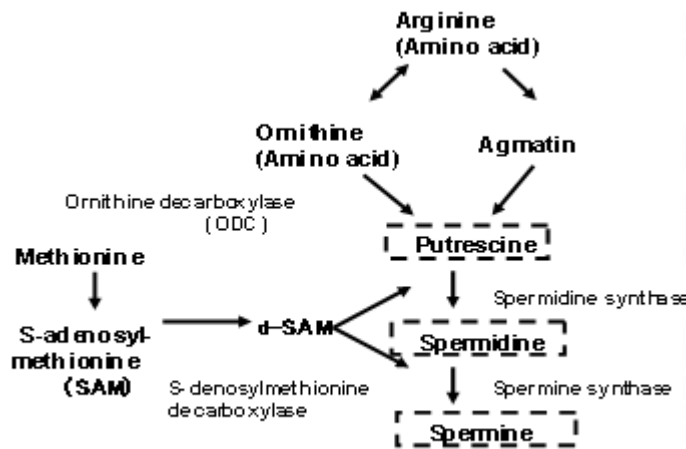 Arginine
(Amino acid)
Ornithine
(Amino acid)
Agmatin
Ornithine decarboxylase
(ODC)
Putrescine
Methionine
Spermidine synthase
S-adenosyl-
methionine
(SAM)
d-SAM
Spermidine
S-denosylmethionine
decarboxylase
Spermine synthase
Spermine